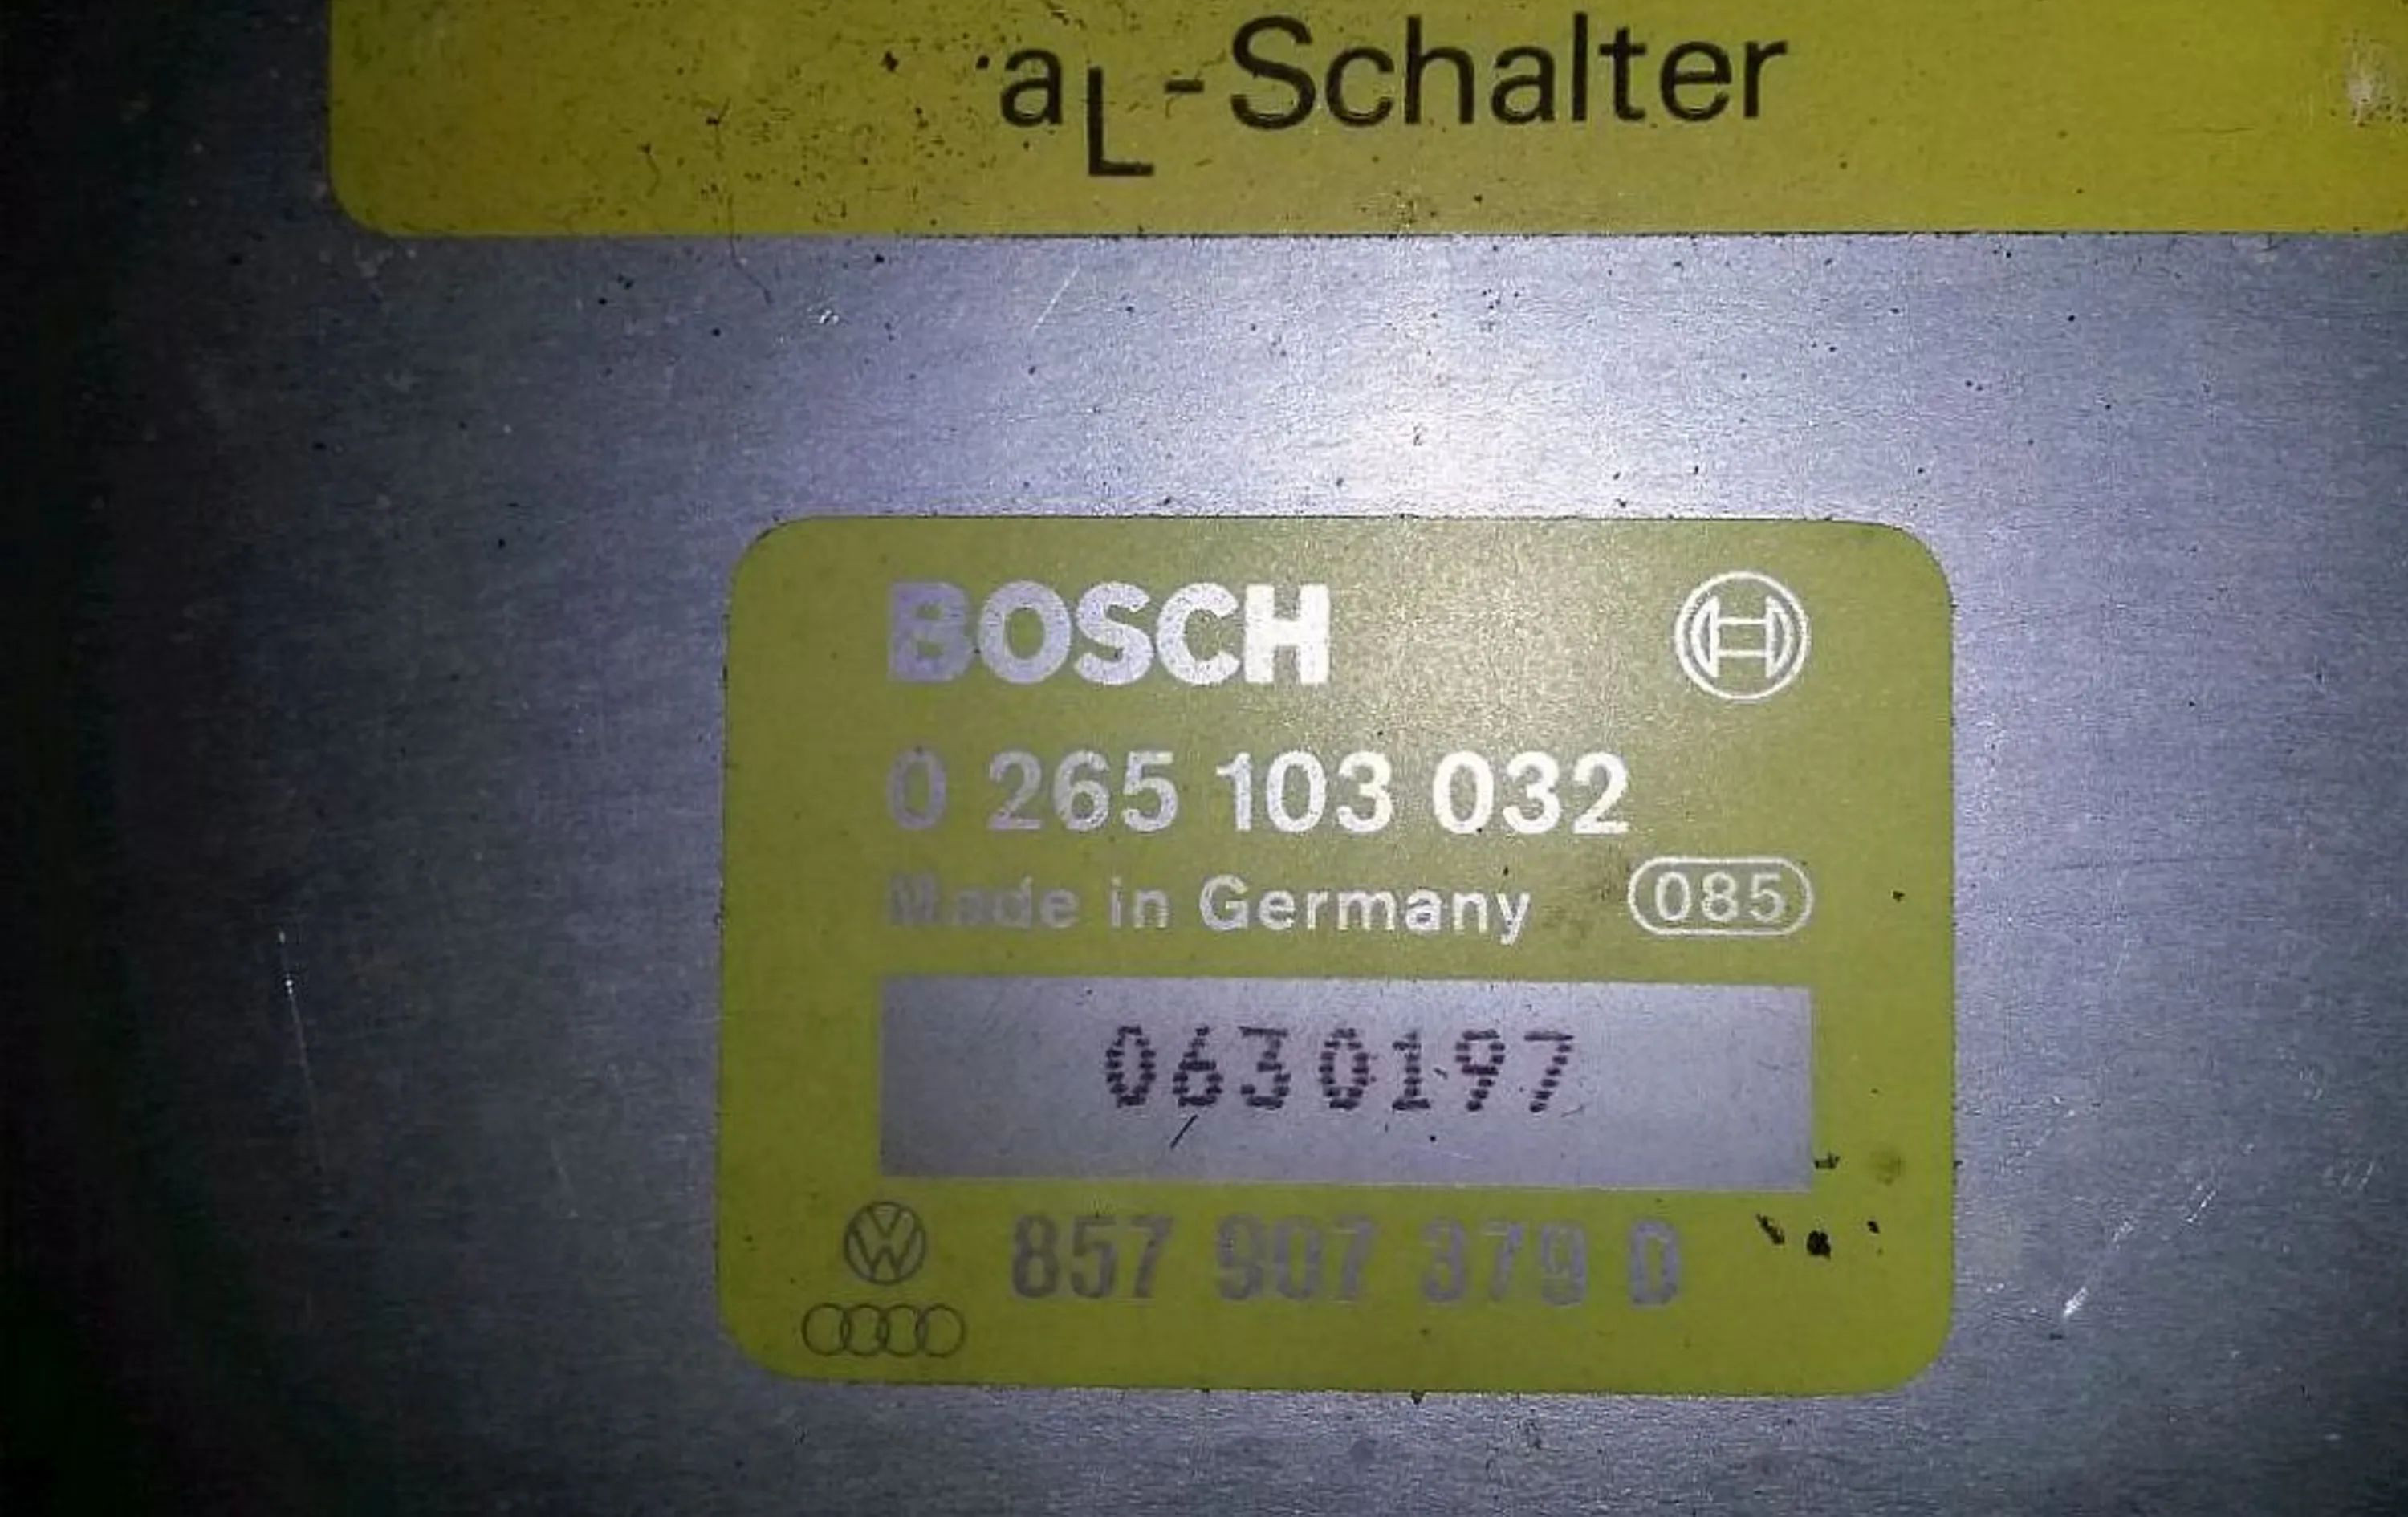 aL-Schalter
BOSCH
0 265 103 032
Made in Germany 085
0630197
857 907 379 D